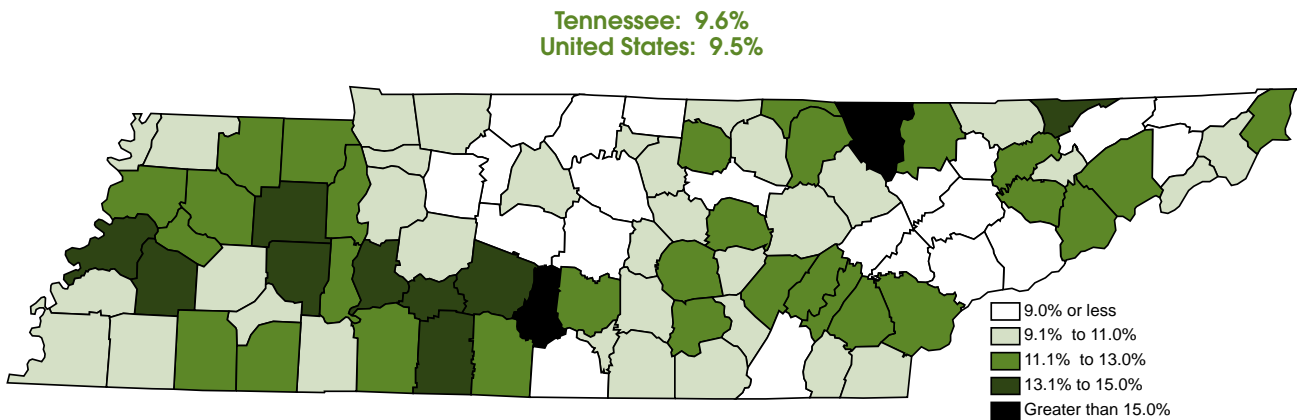 Tennessee: 9.6%
United States: 9.5%
9.0% or less
9.1% to 11.0%
11.1% to 13.0%
13.1% to 15.0%
Greater than 15.0%